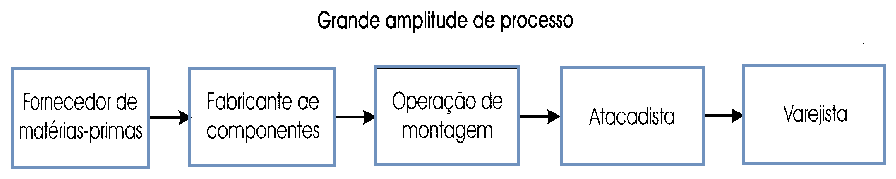 Grande amplitude de processo
Fornecedor de
matérias-primas
Fabricante ae
componentes
Operação de
montagem
Atacadista
Varejista